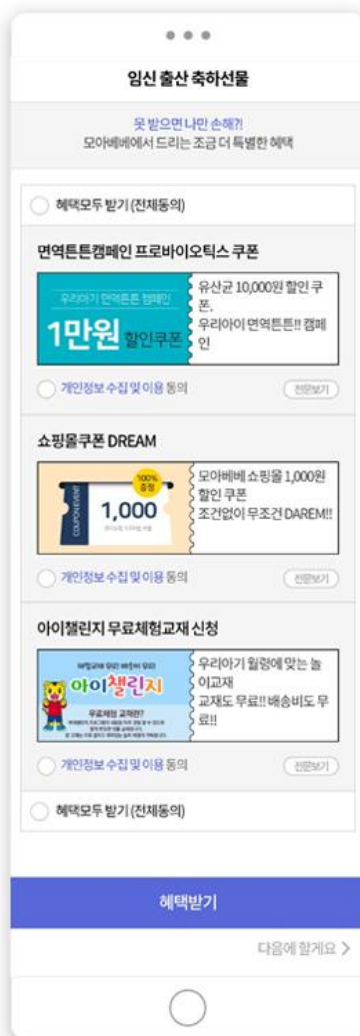 임신 출산 축하선물
못 받으면 나만 손해?!
모아베베에서 드리는 조금 더 특별한 혜택
혜택모두 받기 (전체동의)
면역튼튼캠페인 프로바이오틱스 쿠폰
우리아기 면역튼튼 캠페인
1만원 할인쿠폰
유산균 10,000원 할인 쿠
폰.
우리아이 면역튼튼!! 캠페
인
개인정보 수집 및 이용 동의
전문보기
쇼핑몰쿠폰 DREAM
COUPON EVENT
100%
증정
1,000
모아베베 쇼핑몰 1,000원
할인 쿠폰
조건없이 무조건 DAREM!!
개인정보 수집 및 이용 동의
전문보기
아이챌린지 무료체험교재 신청
체험교재 무료! 배송비 무료!
아이챌린지
무료체험 교재란?
우리아기 월령에 맞는 놀
이교재
교재도 무료!! 배송비도 무
료!!
개인정보 수집 및 이용 동의
전문보기
혜택모두 받기 (전체동의)
혜택받기
다음에 할게요 >